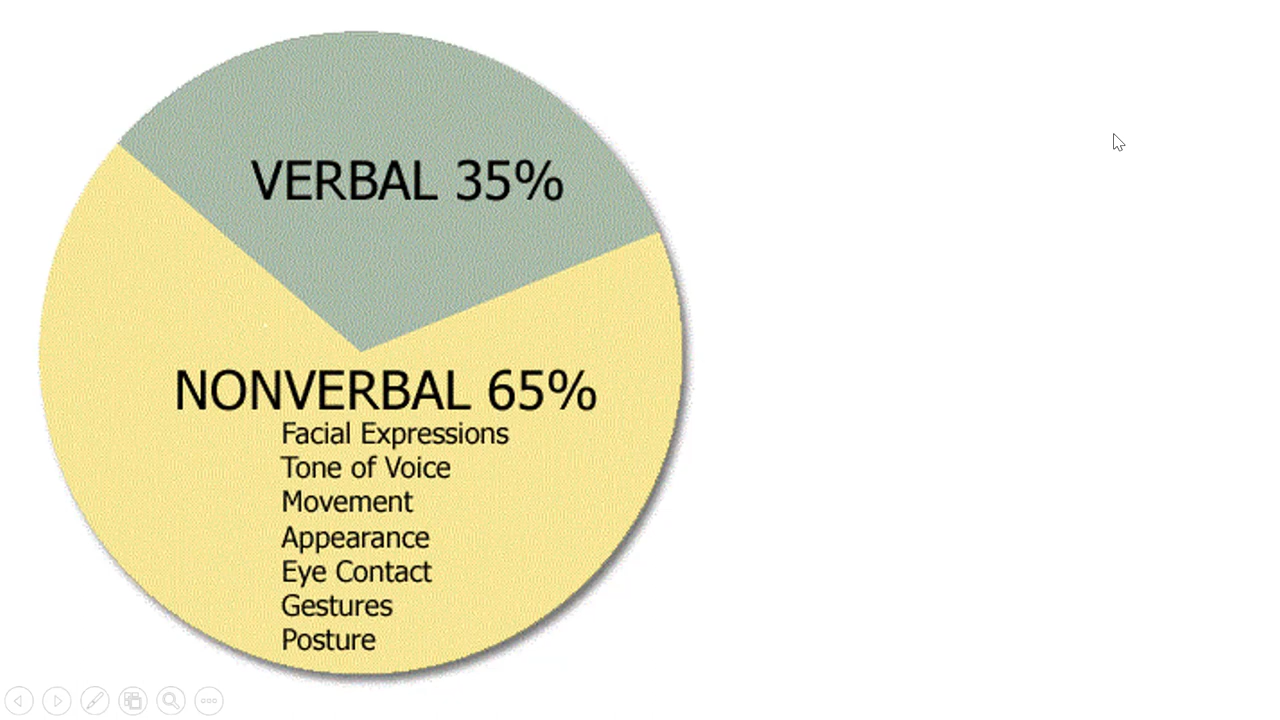 VERBAL 35%
NONVERBAL 65%
Facial Expressions
Tone of Voice
Movement
Appearance
Eye Contact
Gestures
Posture